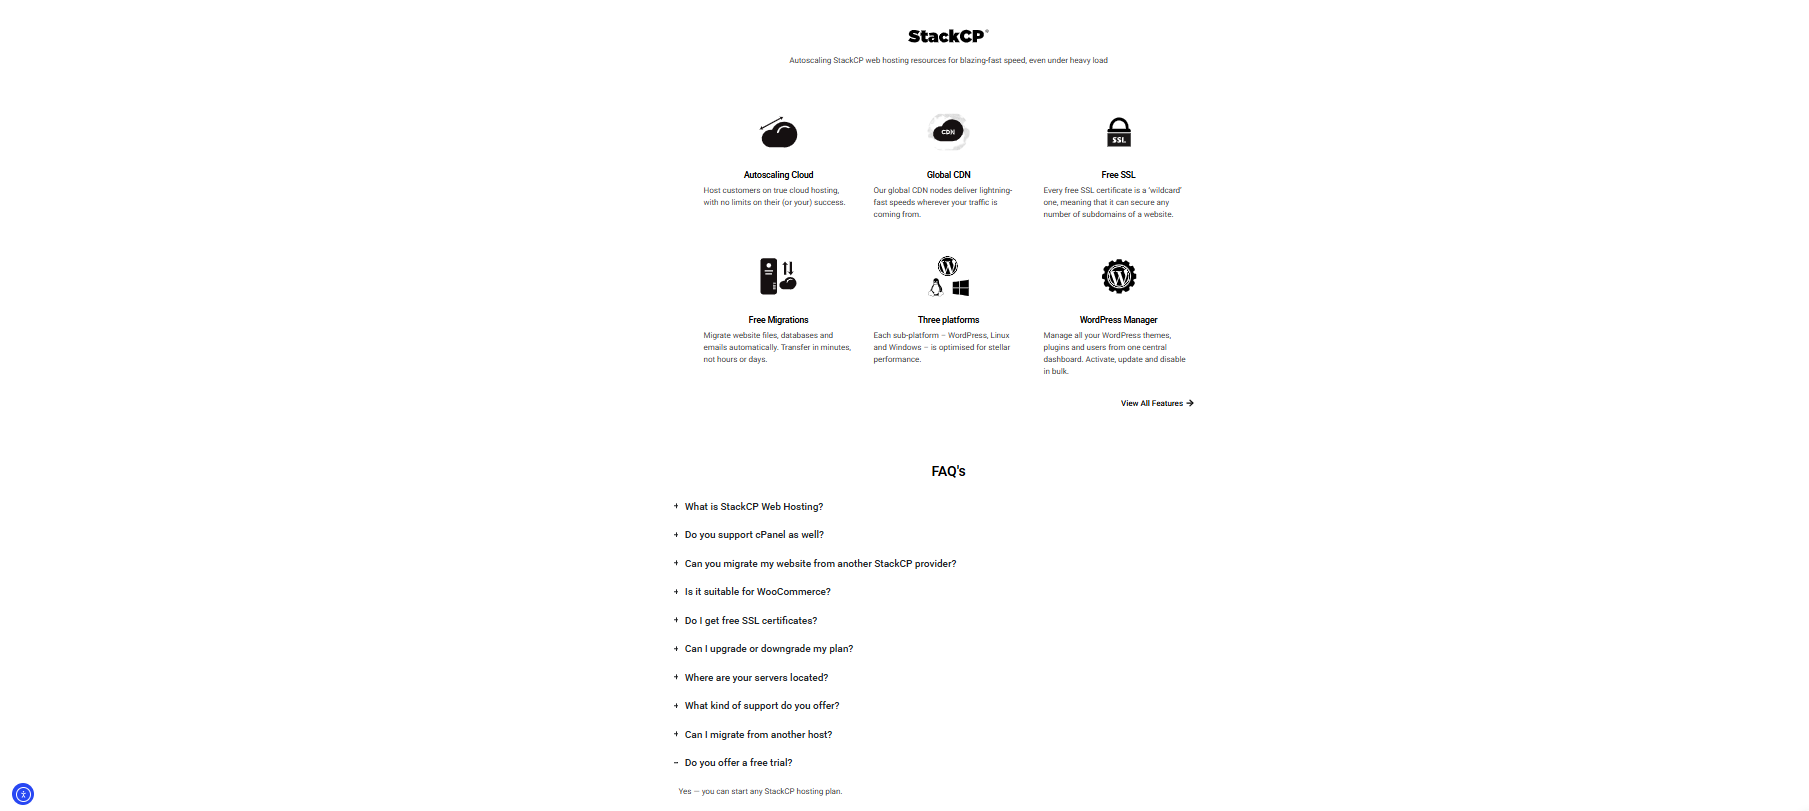 StackCP®
Autoscaling StackCP web hosting resources for blazing-fast speed, even under heavy load
CDN
SSL
Autoscaling Cloud
Host customers on true cloud hosting,
with no limits on their (or your) success.
Global CDN
Our global CDN nodes deliver lightning-
fast speeds wherever your traffic is
coming from.
Free SSL
Every free SSL certificate is a 'wildcard'
one, meaning that it can secure any
number of subdomains of a website.
Free Migrations
Migrate website files, databases and
emails automatically. Transfer in minutes,
not hours or days.
Three platforms
Each sub-platform – WordPress, Linux
and Windows – is optimised for stellar
performance.
WordPress Manager
Manage all your WordPress themes,
plugins and users from one central
dashboard. Activate, update and disable
in bulk.
View All Features →
FAQ's
+ What is StackCP Web Hosting?
+ Do you support cPanel as well?
+ Can you migrate my website from another StackCP provider?
+ Is it suitable for WooCommerce?
+ Do I get free SSL certificates?
+ Can I upgrade or downgrade my plan?
+ Where are your servers located?
+ What kind of support do you offer?
+ Can I migrate from another host?
− Do you offer a free trial?
Yes — you can start any StackCP hosting plan.